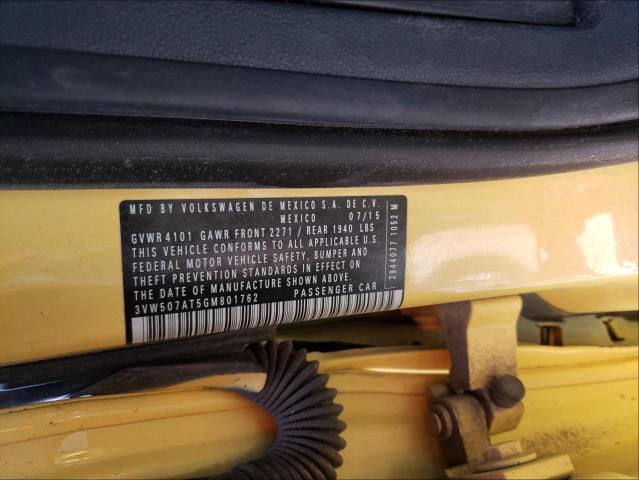 MFD BY VOLKSWAGEN DE MEXICO S.A. DE C.V.
MEXICO 07/15
GVWR 4101 GAWR FRONT 2271 / REAR 1940 LBS
THIS VEHICLE CONFORMS TO ALL APPLICABLE U.S.
FEDERAL MOTOR VEHICLE SAFETY, BUMPER AND
THEFT PREVENTION STANDARDS IN EFFECT ON
THE DATE OF MANUFACTURE SHOWN ABOVE.
3VW507AT5GM801762 PASSENGER CAR
2944077 1052 M